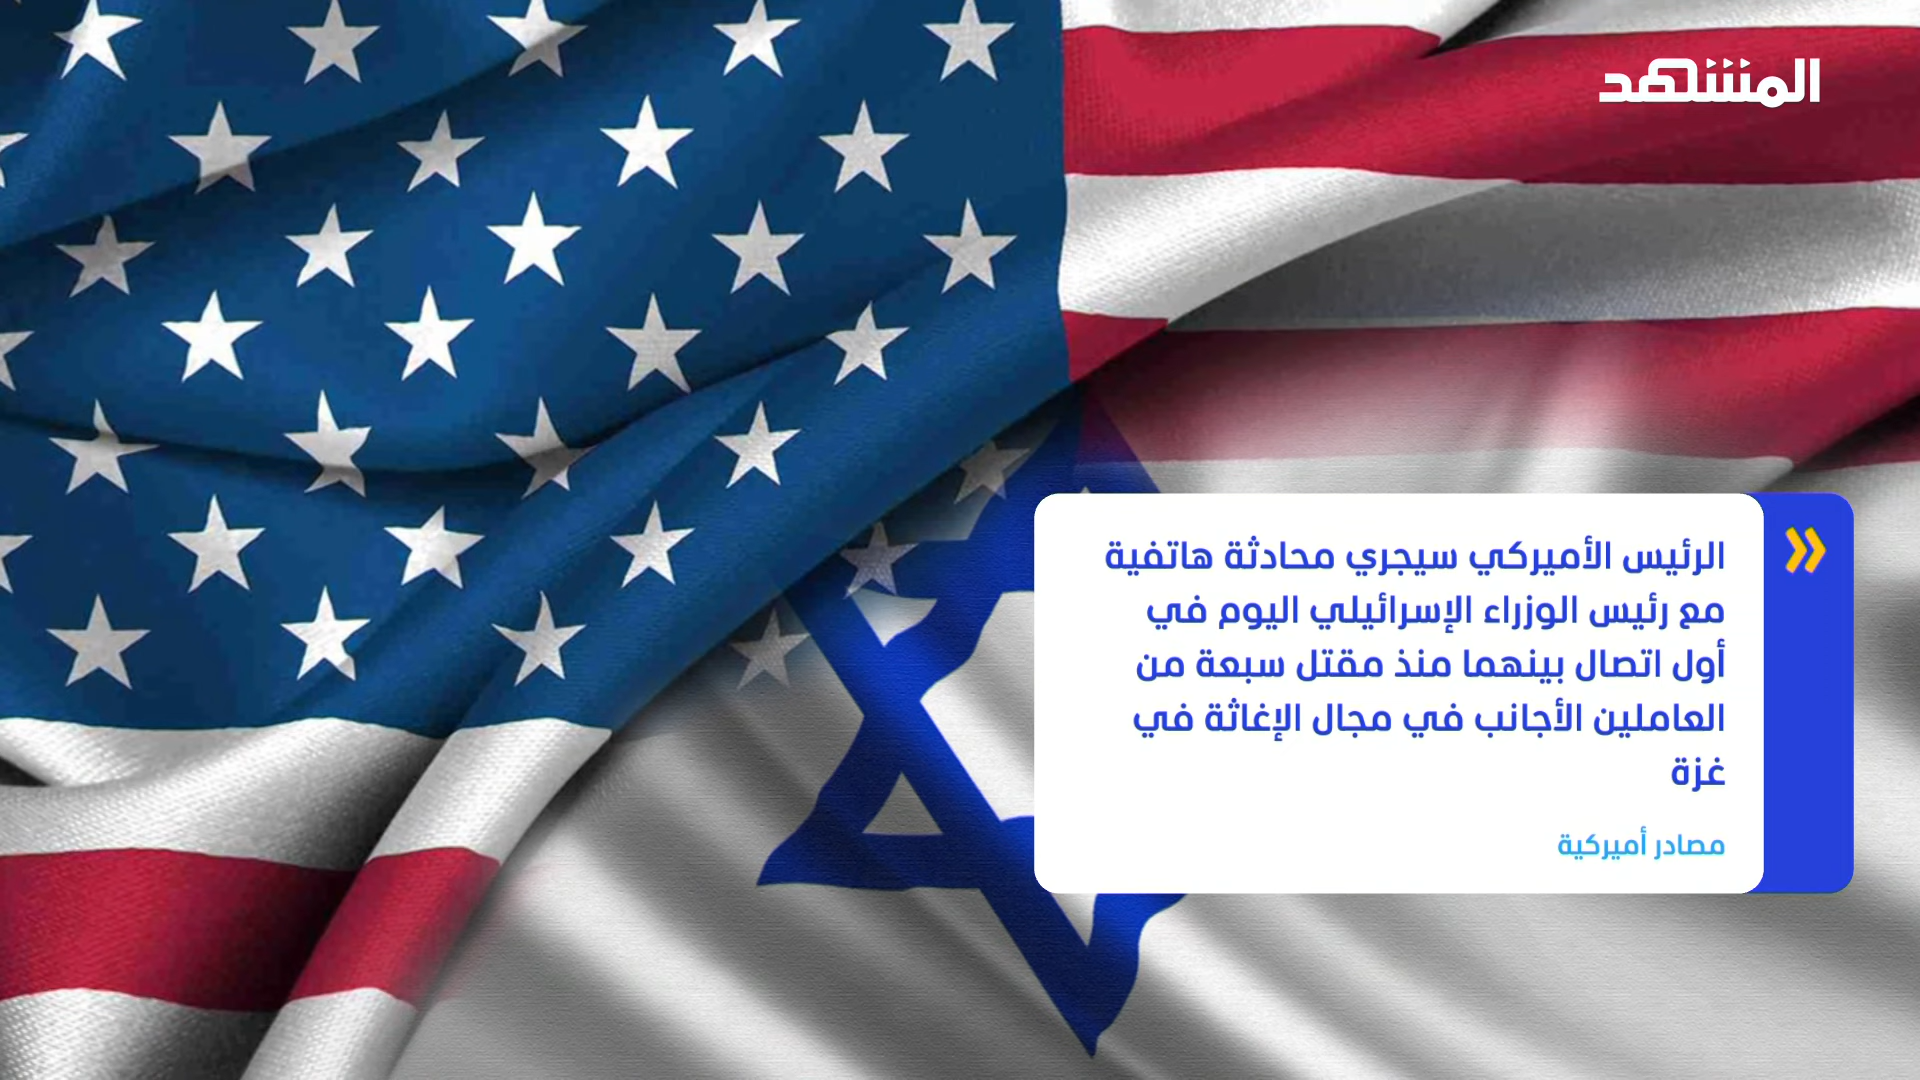 المشهد
الرئيس الأميركي سيجري محادثة هاتفية
مع رئيس الوزراء الإسرائيلي اليوم في
أول اتصال بينهما منذ مقتل سبعة من
العاملين الأجانب في مجال الإغاثة في
غزة
مصادر أميركية